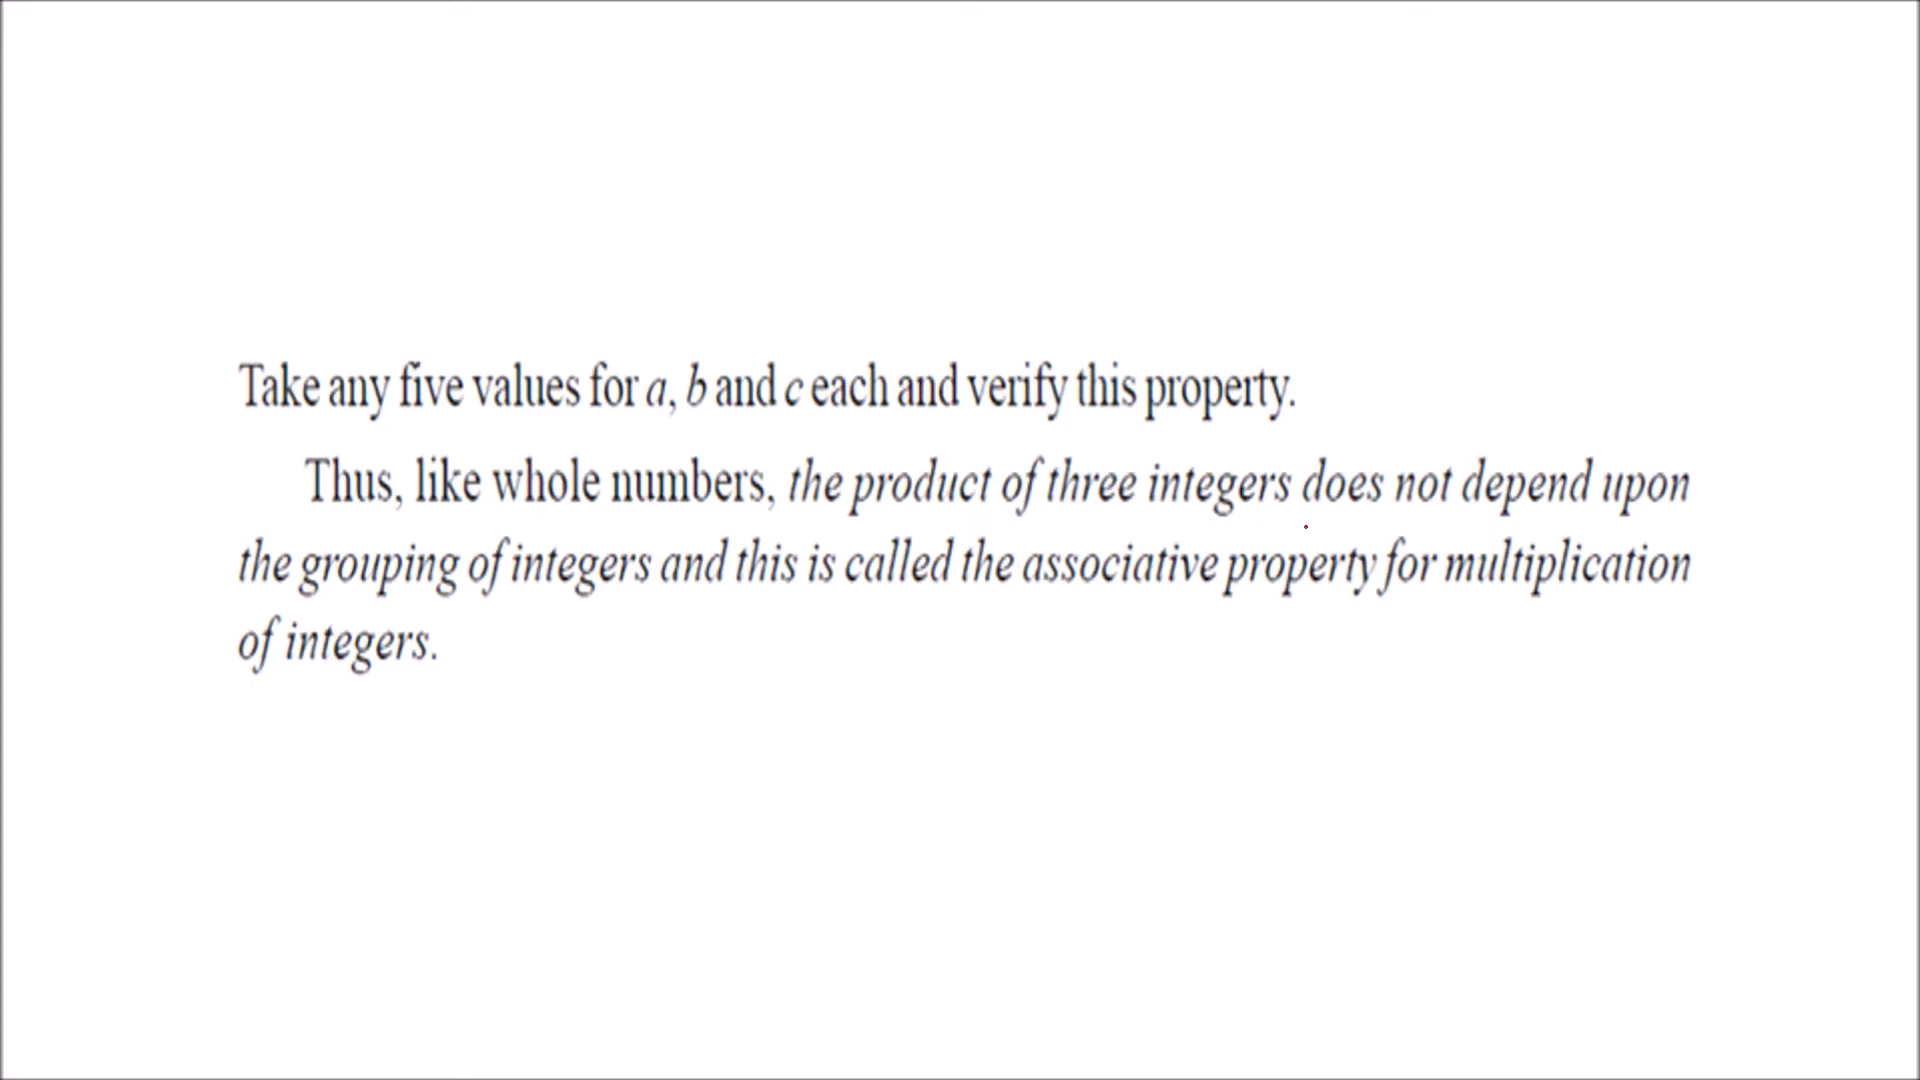 Take any five values for a, b and c each and verify this property.
Thus, like whole numbers, the product of three integers does not depend upon
the grouping of integers and this is called the associative property for multiplication
of integers.